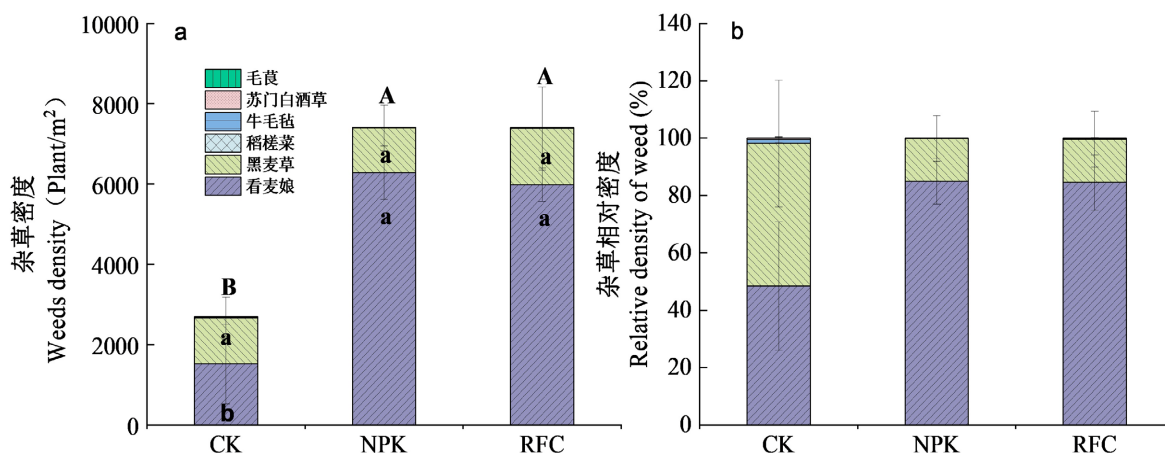 a
杂草密度
Weeds density（Plant/m²）
10000
8000
6000
4000
2000
0
毛茛
苏门白酒草
牛毛毡
稻槎菜
黑麦草
看麦娘
B
a
b
A
a
a
A
a
a
CK
NPK
RFC
b
杂草相对密度
Relative density of weed (%)
140
120
100
80
60
40
20
0
CK
NPK
RFC